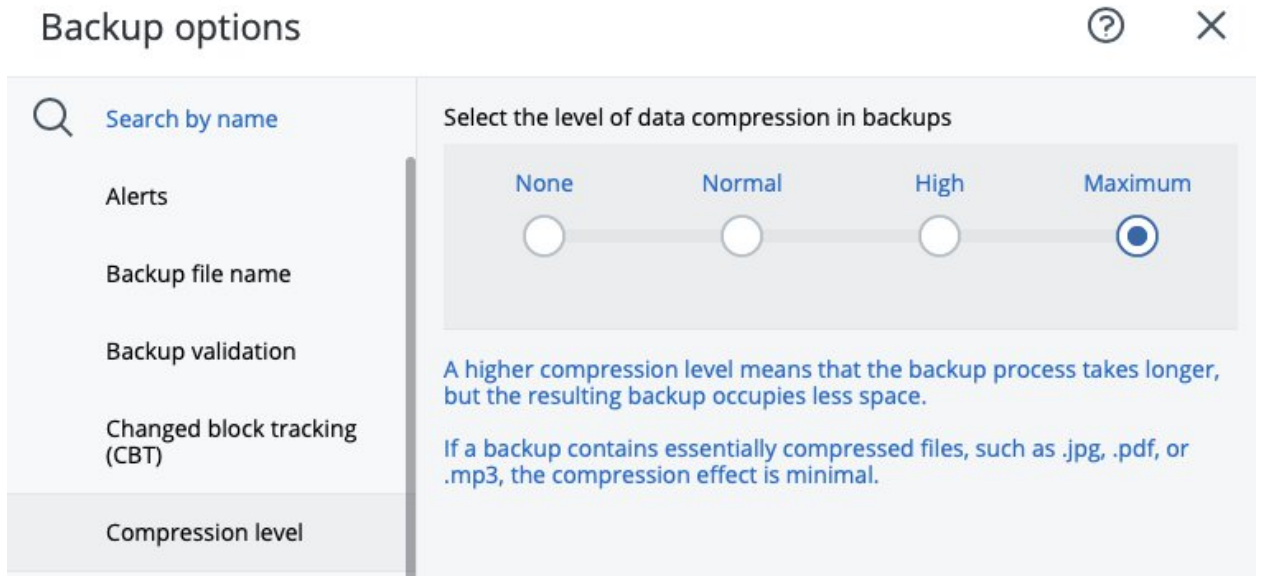 Backup options
Search by name
Alerts
Backup file name
Backup validation
Changed block tracking
(CBT)
Compression level
Select the level of data compression in backups
None Normal High Maximum
A higher compression level means that the backup process takes longer,
but the resulting backup occupies less space.
If a backup contains essentially compressed files, such as .jpg, .pdf, or
.mp3, the compression effect is minimal.